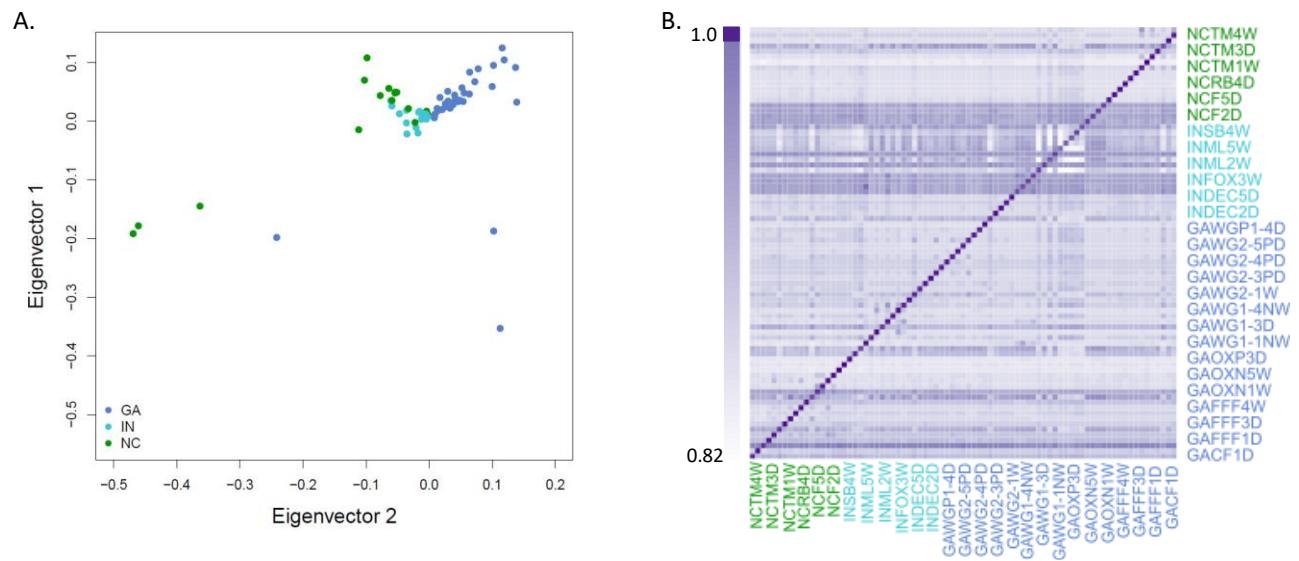 A.
0.1
0.0
−0.1
−0.2
−0.3
−0.4
−0.5
Eigenvector 1
GA
IN
NC
−0.5
−0.4
−0.3
−0.2
−0.1
0.0
0.1
0.2
Eigenvector 2
B.
1.0
0.82
NCTM4W
NCTM3D
NCTM1W
NCRB4D
NCF5D
NCF2D
INSB4W
INML5W
INML2W
INFOX3W
INDEC5D
INDEC2D
GAWGP1-4D
GAWG2-5PD
GAWG2-4PD
GAWG2-3PD
GAWG2-1W
GAWG1-4NW
GAWG1-3D
GAWG1-1NW
GAOXP3D
GAOXN5W
GAOXN1W
GAFFF4W
GAFFF3D
GAFFF1D
GACF1D
NCTM4W
NCTM3D
NCTM1W
NCRB4D
NCF5D
NCF2D
INSB4W
INML5W
INML2W
INFOX3W
INDEC5D
INDEC2D
GAWGP1-4D
GAWG2-5PD
GAWG2-4PD
GAWG2-3PD
GAWG2-1W
GAWG1-4NW
GAWG1-3D
GAWG1-1NW
GAOXP3D
GAOXN5W
GAOXN1W
GAFFF4W
GAFFF3D
GAFFF1D
GACF1D